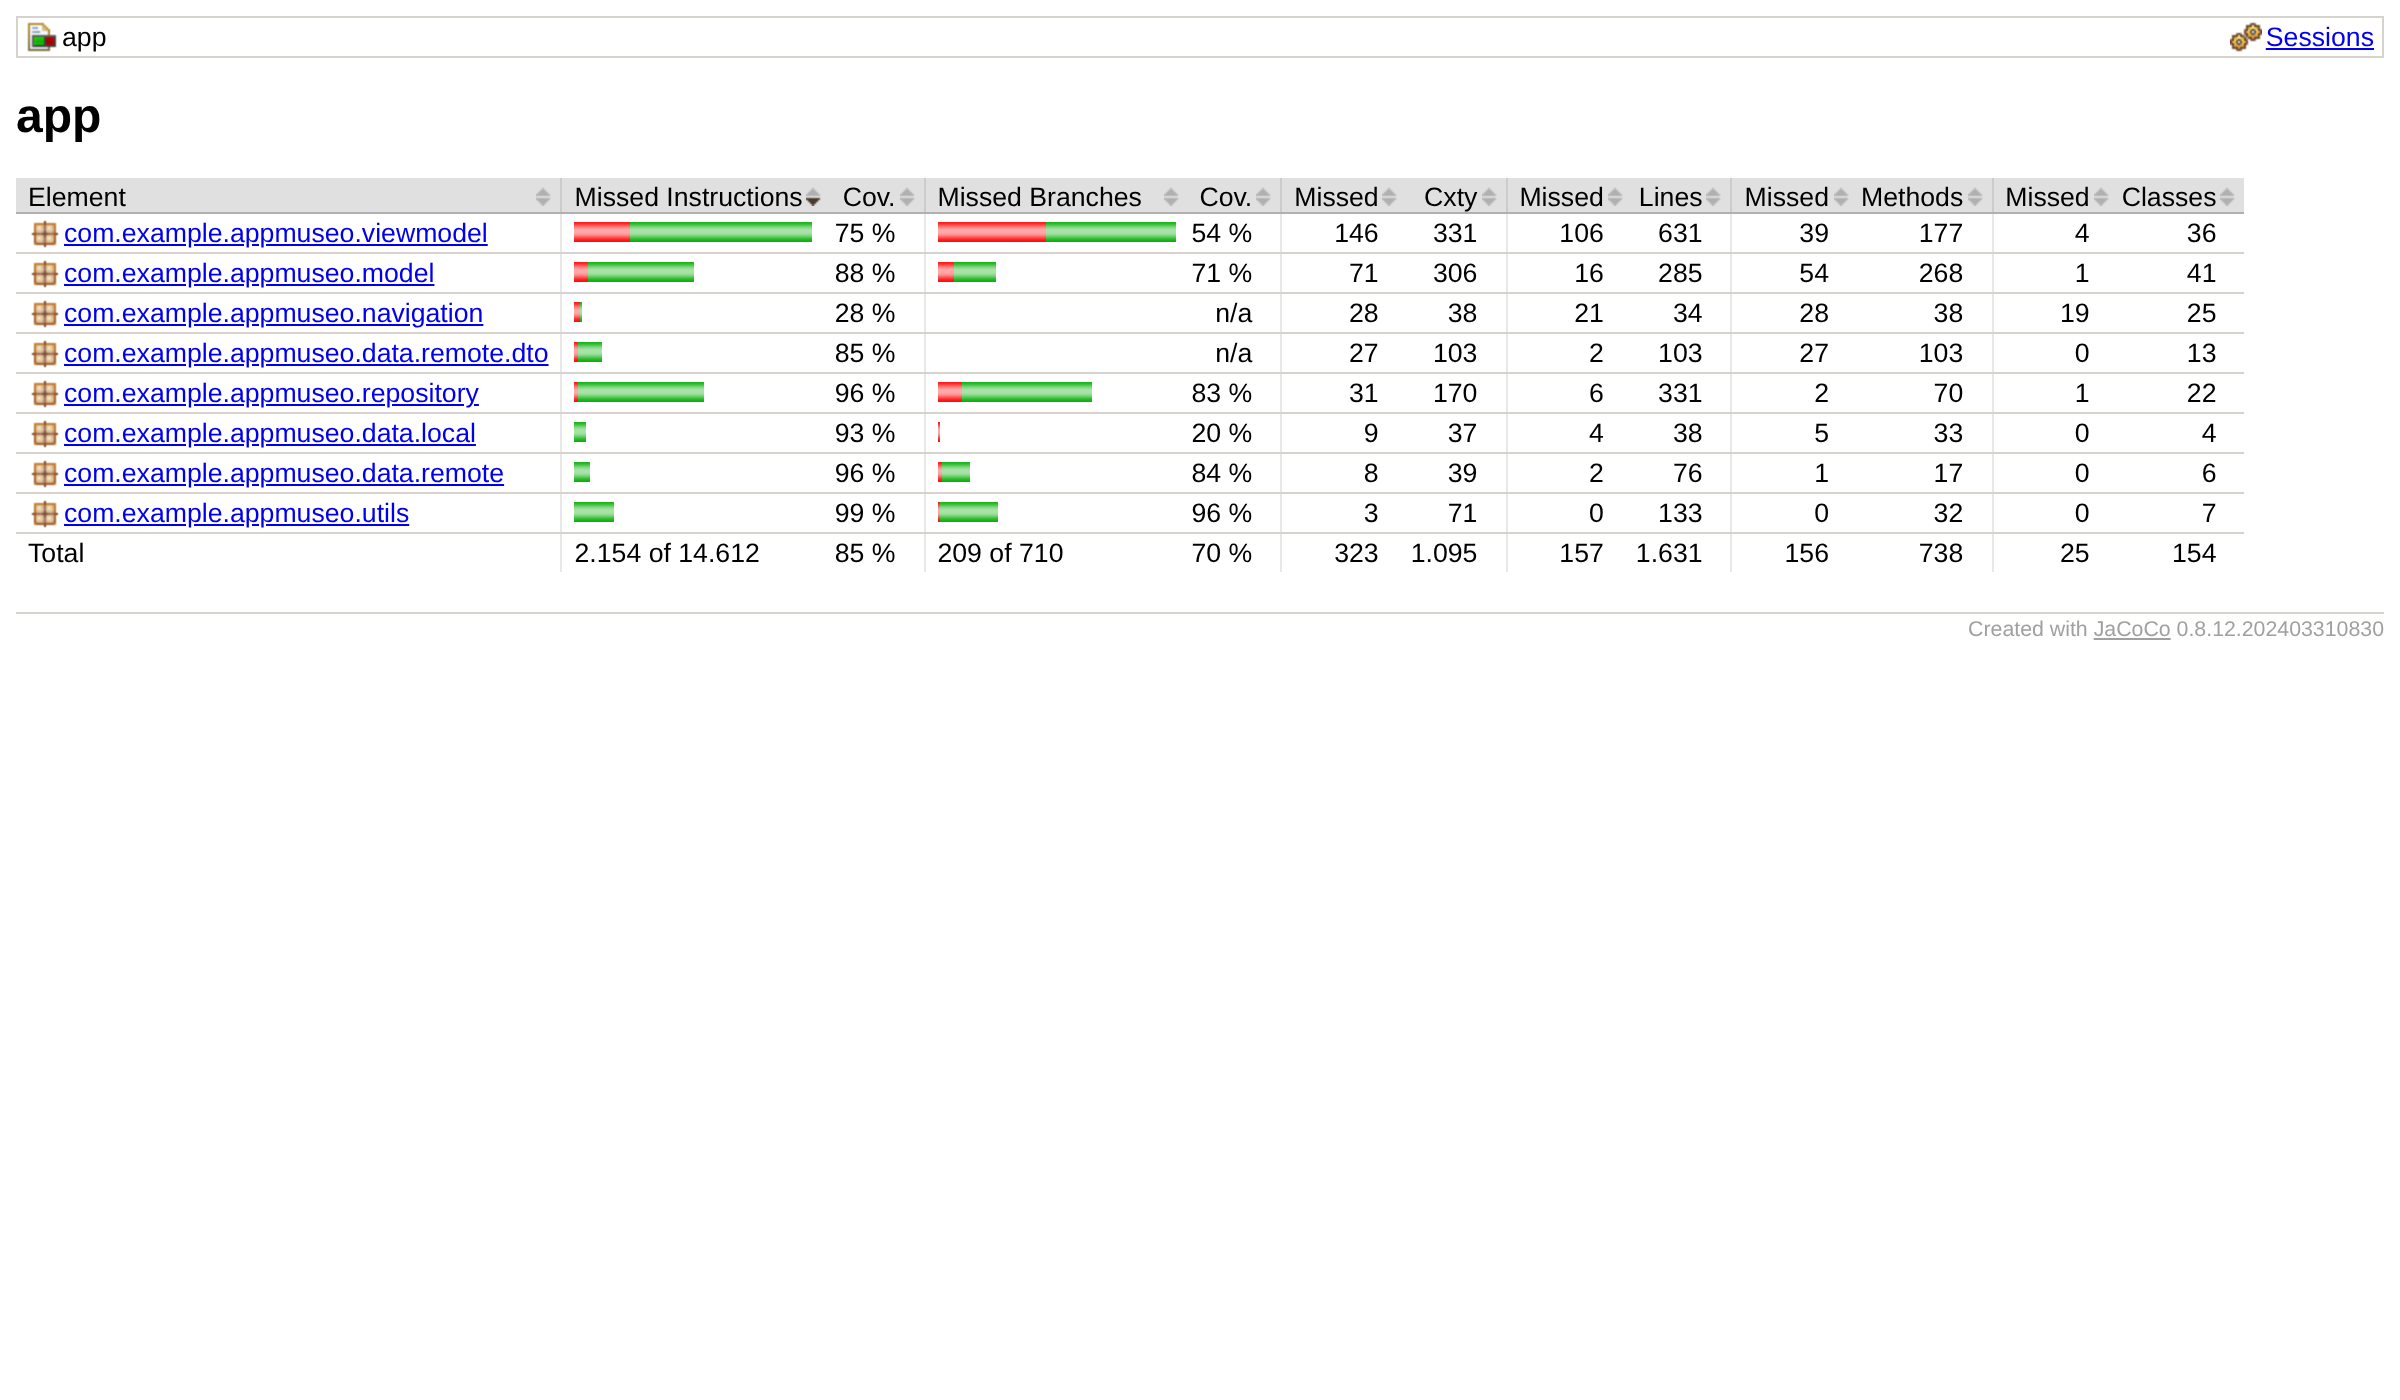 app Sessions
app
Element Missed Instructions Cov. Missed Branches Cov. Missed Cxty Missed Lines Missed Methods Missed Classes
com.example.appmuseo.viewmodel 75 % 54 % 146 331 106 631 39 177 4 36
com.example.appmuseo.model 88 % 71 % 71 306 16 285 54 268 1 41
com.example.appmuseo.navigation 28 % n/a 28 38 21 34 28 38 19 25
com.example.appmuseo.data.remote.dto 85 % n/a 27 103 2 103 27 103 0 13
com.example.appmuseo.repository 96 % 83 % 31 170 6 331 2 70 1 22
com.example.appmuseo.data.local 93 % 20 % 9 37 4 38 5 33 0 4
com.example.appmuseo.data.remote 96 % 84 % 8 39 2 76 1 17 0 6
com.example.appmuseo.utils 99 % 96 % 3 71 0 133 0 32 0 7
Total 2.154 of 14.612 85 % 209 of 710 70 % 323 1.095 157 1.631 156 738 25 154
Created with JaCoCo 0.8.12.202403310830